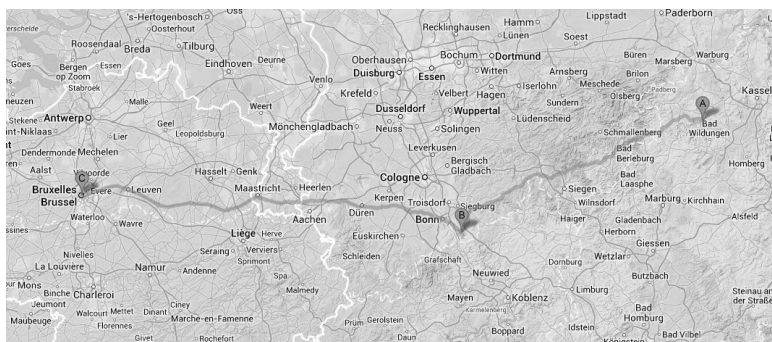 's-Hertogenbosch
Oss
Oosterhout
Roosendaal
Breda
Tilburg
Goes
Bergen
op Zoom
Essen
Stabroek
Eindhoven
Deurne
Venlo
Malle
Weert
Antwerp
Geel
Leopoldsburg
Lier
Dendermonde
Mechelen
Aalst
C
Bruxelles
Brussel
Evere
Leuven
Hasselt
Genk
Maastricht
Heerlen
Waterloo
Wavre
Liège
Herve
Seraing
Verviers
Sprimont
Nivelles
La Louvière
Namur
Andenne
Spa
Mons
Binche
Charleroi
Malmedy
Jeumont
Maubeuge
Walcourt
Mettet
Dinant
Ciney
Florennes
Marche-en-Famenne
Givet
Rochefort
Recklinghausen
Hamm
Lünen
Lippstadt
Paderborn
Soest
Oberhausen
Bochum
Dortmund
Duisburg
Essen
Witten
Arnsberg
Büren
Warburg
Marsberg
Brilon
Meschede
Olsberg
Padberg
Kassel
Krefeld
Velbert
Hagen
Iserlohn
Sundern
Dusseldorf
Wuppertal
Lüdenscheid
A
Bad
Wildungen
Mönchengladbach
Neuss
Solingen
Schmallenberg
Leverkusen
Bad
Berleburg
Homberg
Bergisch
Gladbach
Cologne
Bad
Laasphe
Kerpen
Troisdorf
Siegburg
Siegen
Wilnsdorf
Marburg
Kirchhain
Aachen
Düren
Bonn
B
Haiger
Gladenbach
Alsfeld
Herborn
Euskirchen
Giessen
Schleiden
Grafschaft
Wetzlar
Neuwied
Dornburg
Butzbach
Mayen
Koblenz
Limburg
Steinau an
der Straße
Karmelenberg
Bad
Homburg
Prüm
Gerolstein
Daun
Boppard
Idstein
Bad Vilbel
Königstein